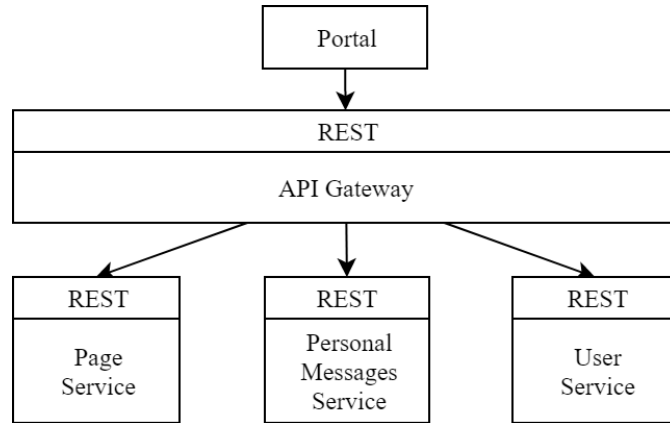 Portal
REST
API Gateway
REST
Page
Service
REST
Personal
Messages
Service
REST
User
Service